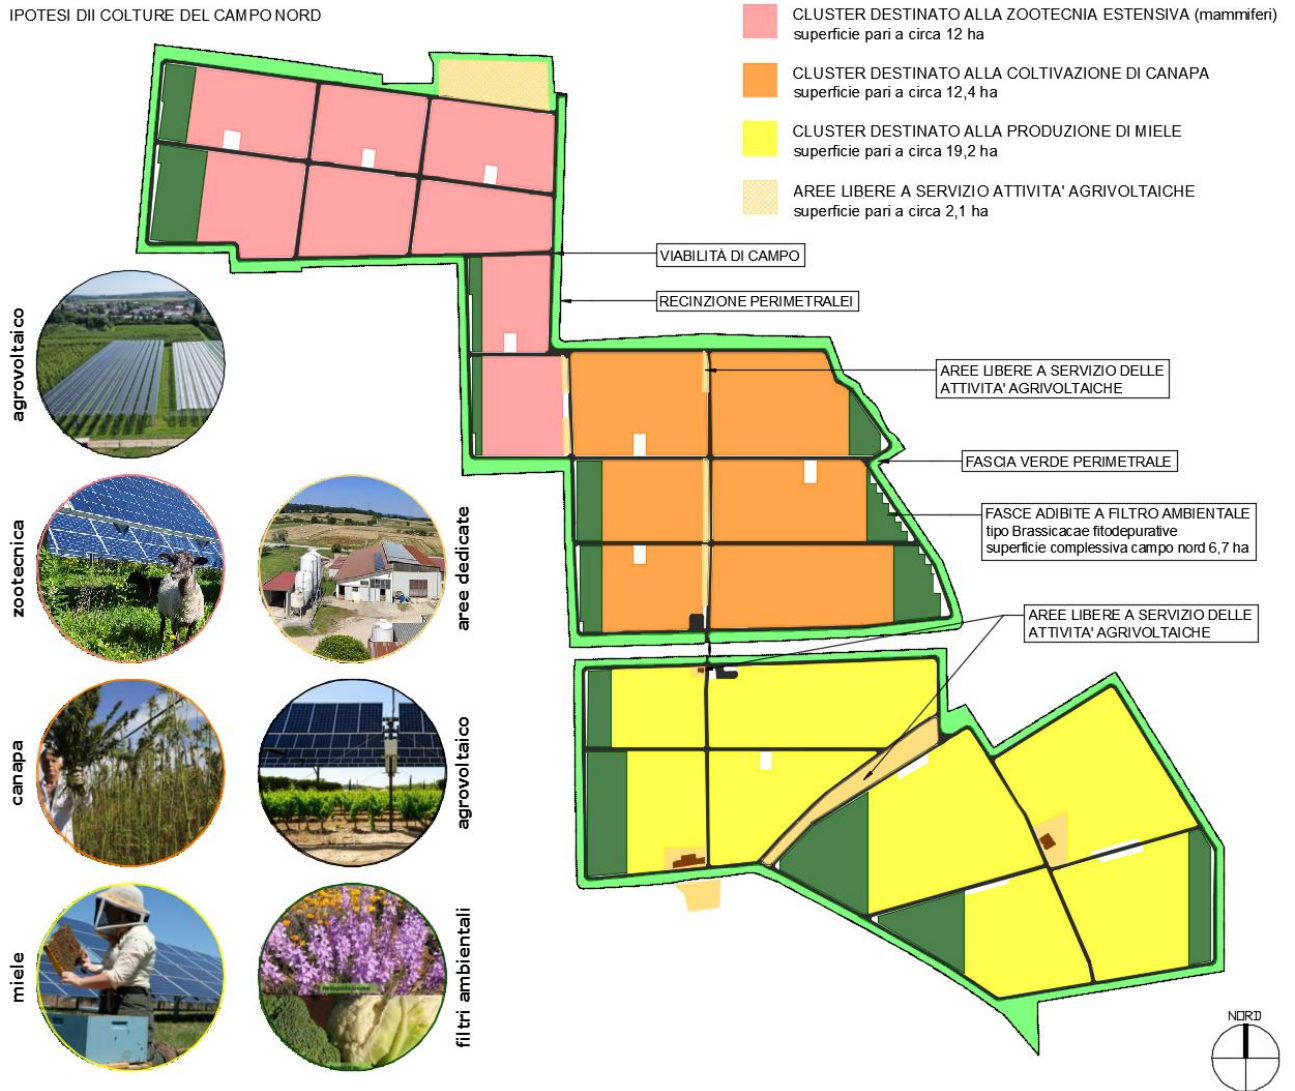 IPOTESI DII COLTURE DEL CAMPO NORD
CLUSTER DESTINATO ALLA ZOOTECNIA ESTENSIVA (mammiferi)
superficie pari a circa 12 ha
CLUSTER DESTINATO ALLA COLTIVAZIONE DI CANAPA
superficie pari a circa 12,4 ha
CLUSTER DESTINATO ALLA PRODUZIONE DI MIELE
superficie pari a circa 19,2 ha
AREE LIBERE A SERVIZIO ATTIVITA' AGRIVOLTAICHE
superficie pari a circa 2,1 ha
VIABILITÀ DI CAMPO
RECINZIONE PERIMETRALEI
AREE LIBERE A SERVIZIO DELLE
ATTIVITA' AGRIVOLTAICHE
FASCIA VERDE PERIMETRALE
FASCE ADIBITE A FILTRO AMBIENTALE
tipo Brassicacae fitodepurative
superficie complessiva campo nord 6,7 ha
AREE LIBERE A SERVIZIO DELLE
ATTIVITA' AGRIVOLTAICHE
agrovoltaico
zootecnica
aree dedicate
canapa
agrovoltaico
miele
filtri ambientali
NORD